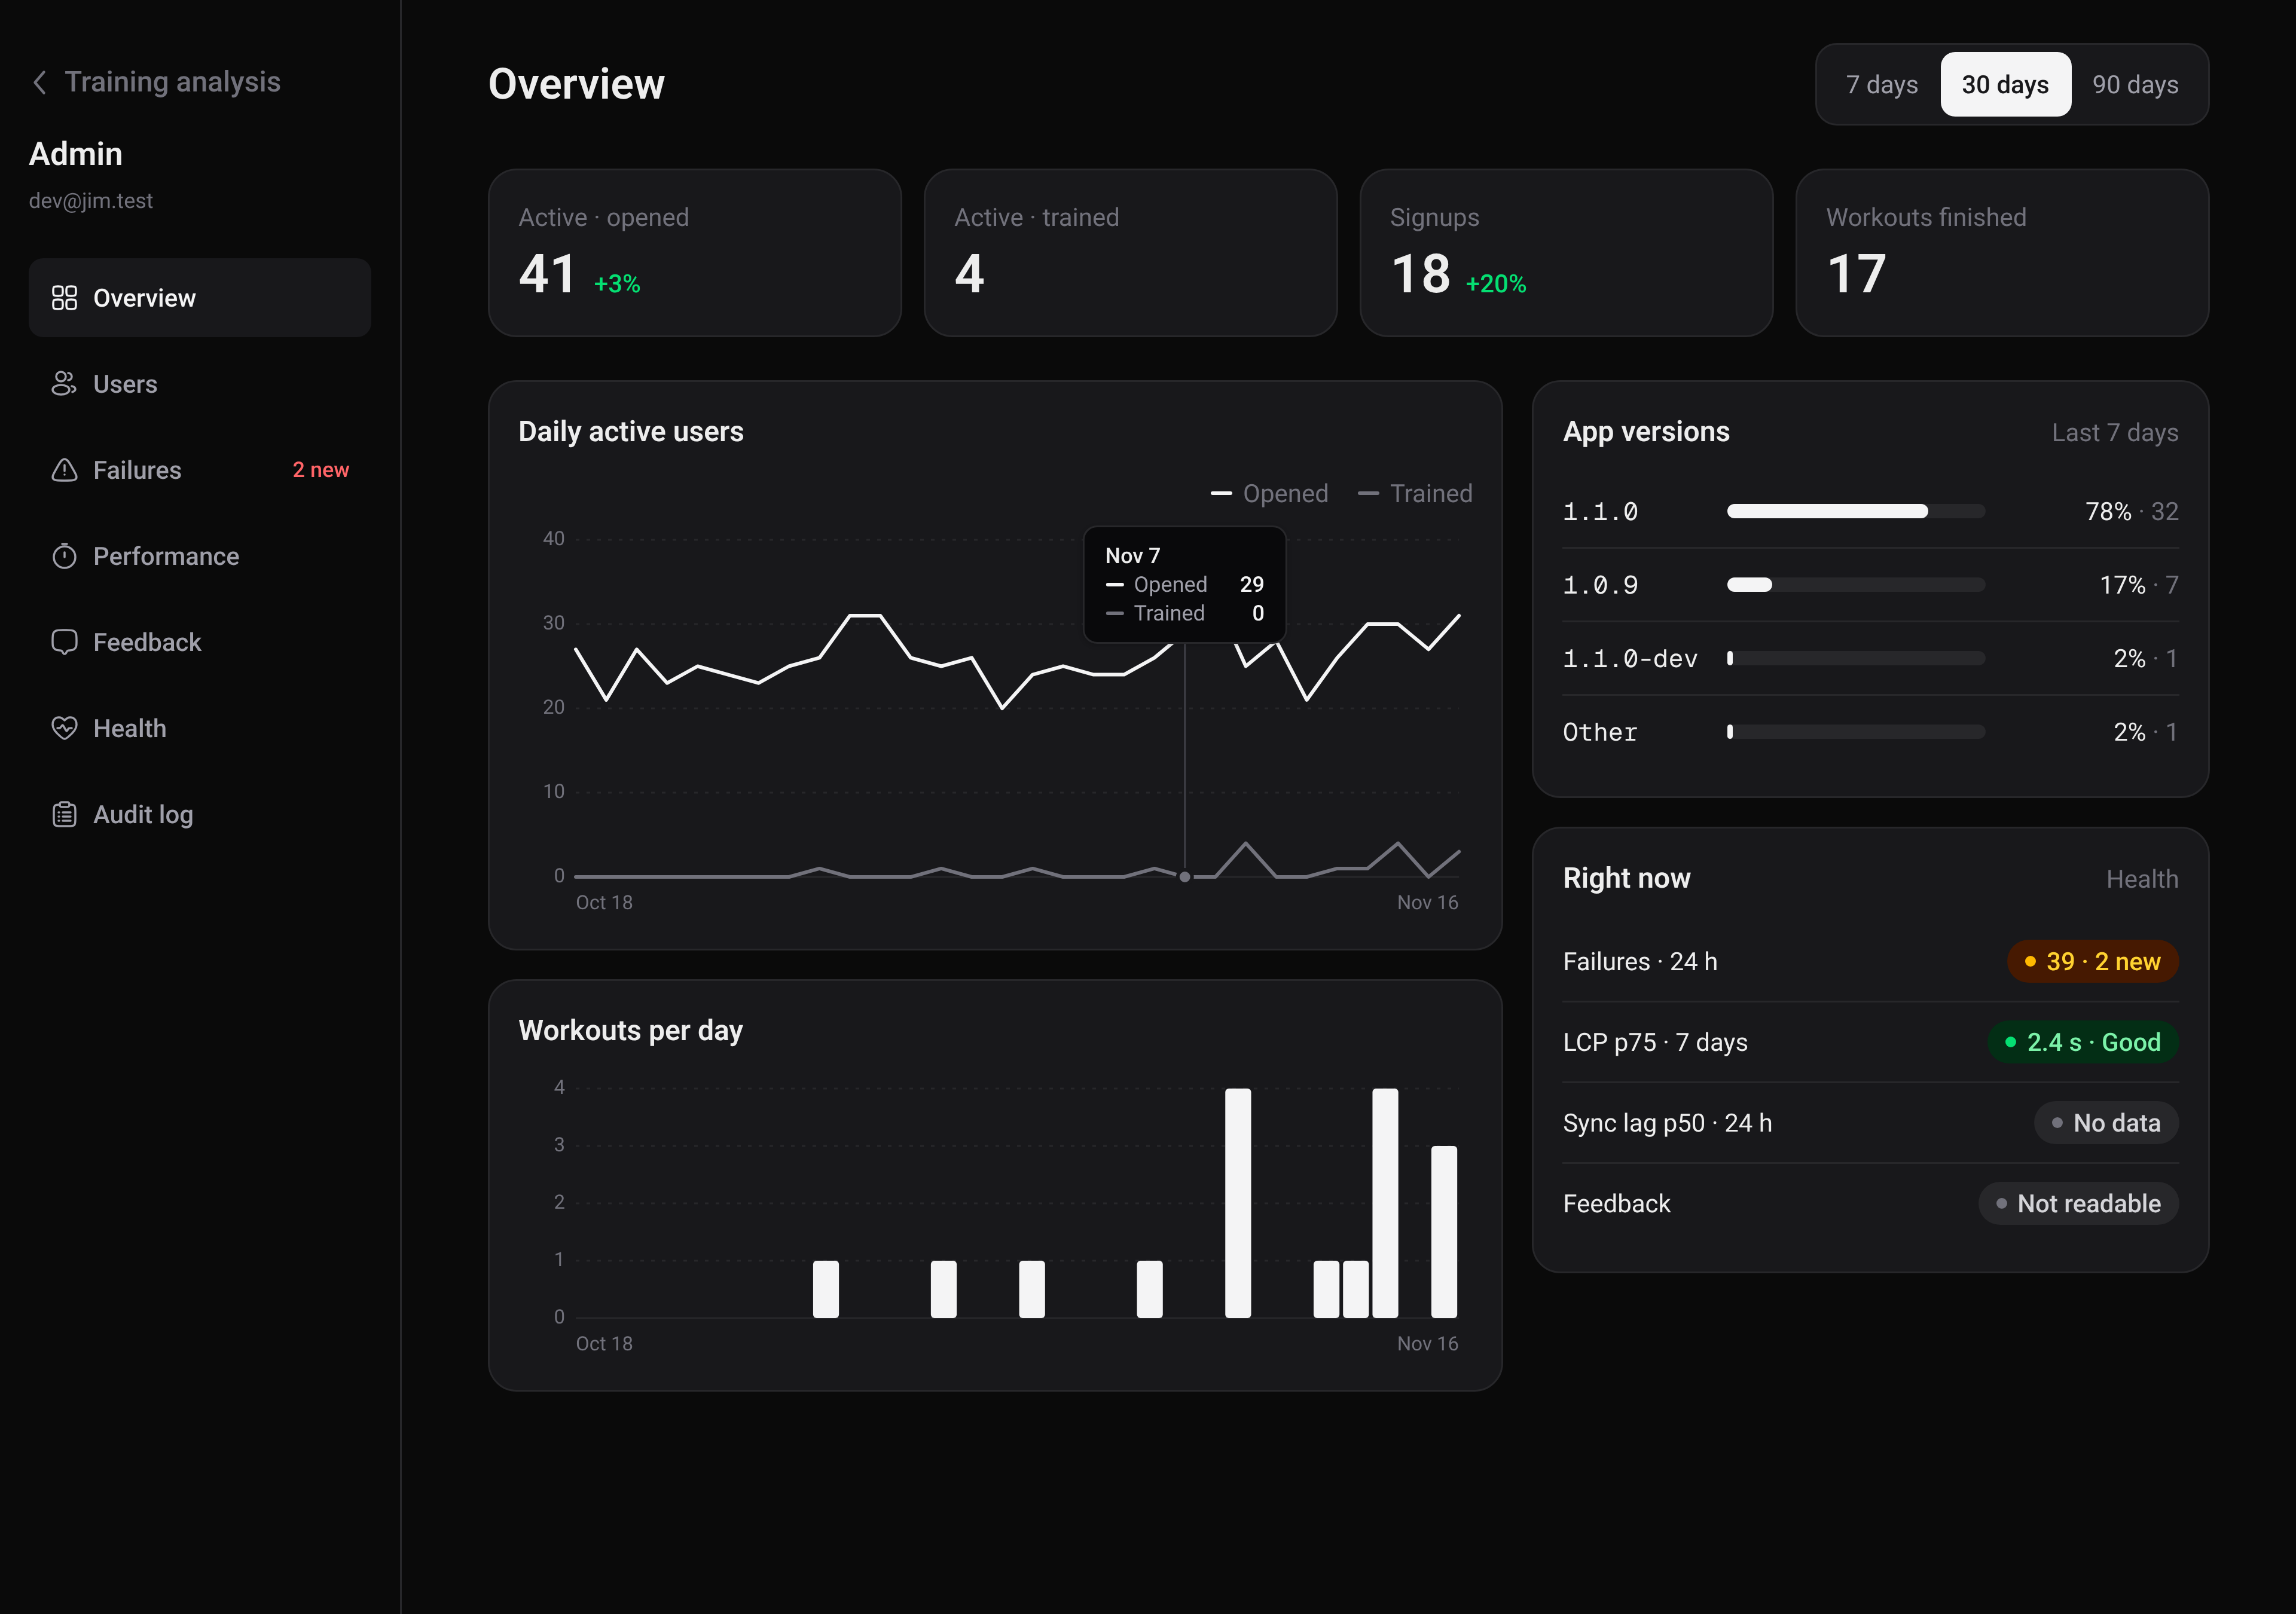 Training analysis
Admin
dev@jim.test
Overview
Users
Failures 2 new
Performance
Feedback
Health
Audit log
Overview
7 days 30 days 90 days
Active · opened
41 +3%
Active · trained
4
Signups
18 +20%
Workouts finished
17
Daily active users
Opened Trained
40
30
20
10
0
Oct 18 Nov 16
Nov 7
Opened 29
Trained 0
Workouts per day
4
3
2
1
0
Oct 18 Nov 16
App versions Last 7 days
1.1.0 78% · 32
1.0.9 17% · 7
1.1.0-dev 2% · 1
Other 2% · 1
Right now Health
Failures · 24 h 39 · 2 new
LCP p75 · 7 days 2.4 s · Good
Sync lag p50 · 24 h No data
Feedback Not readable